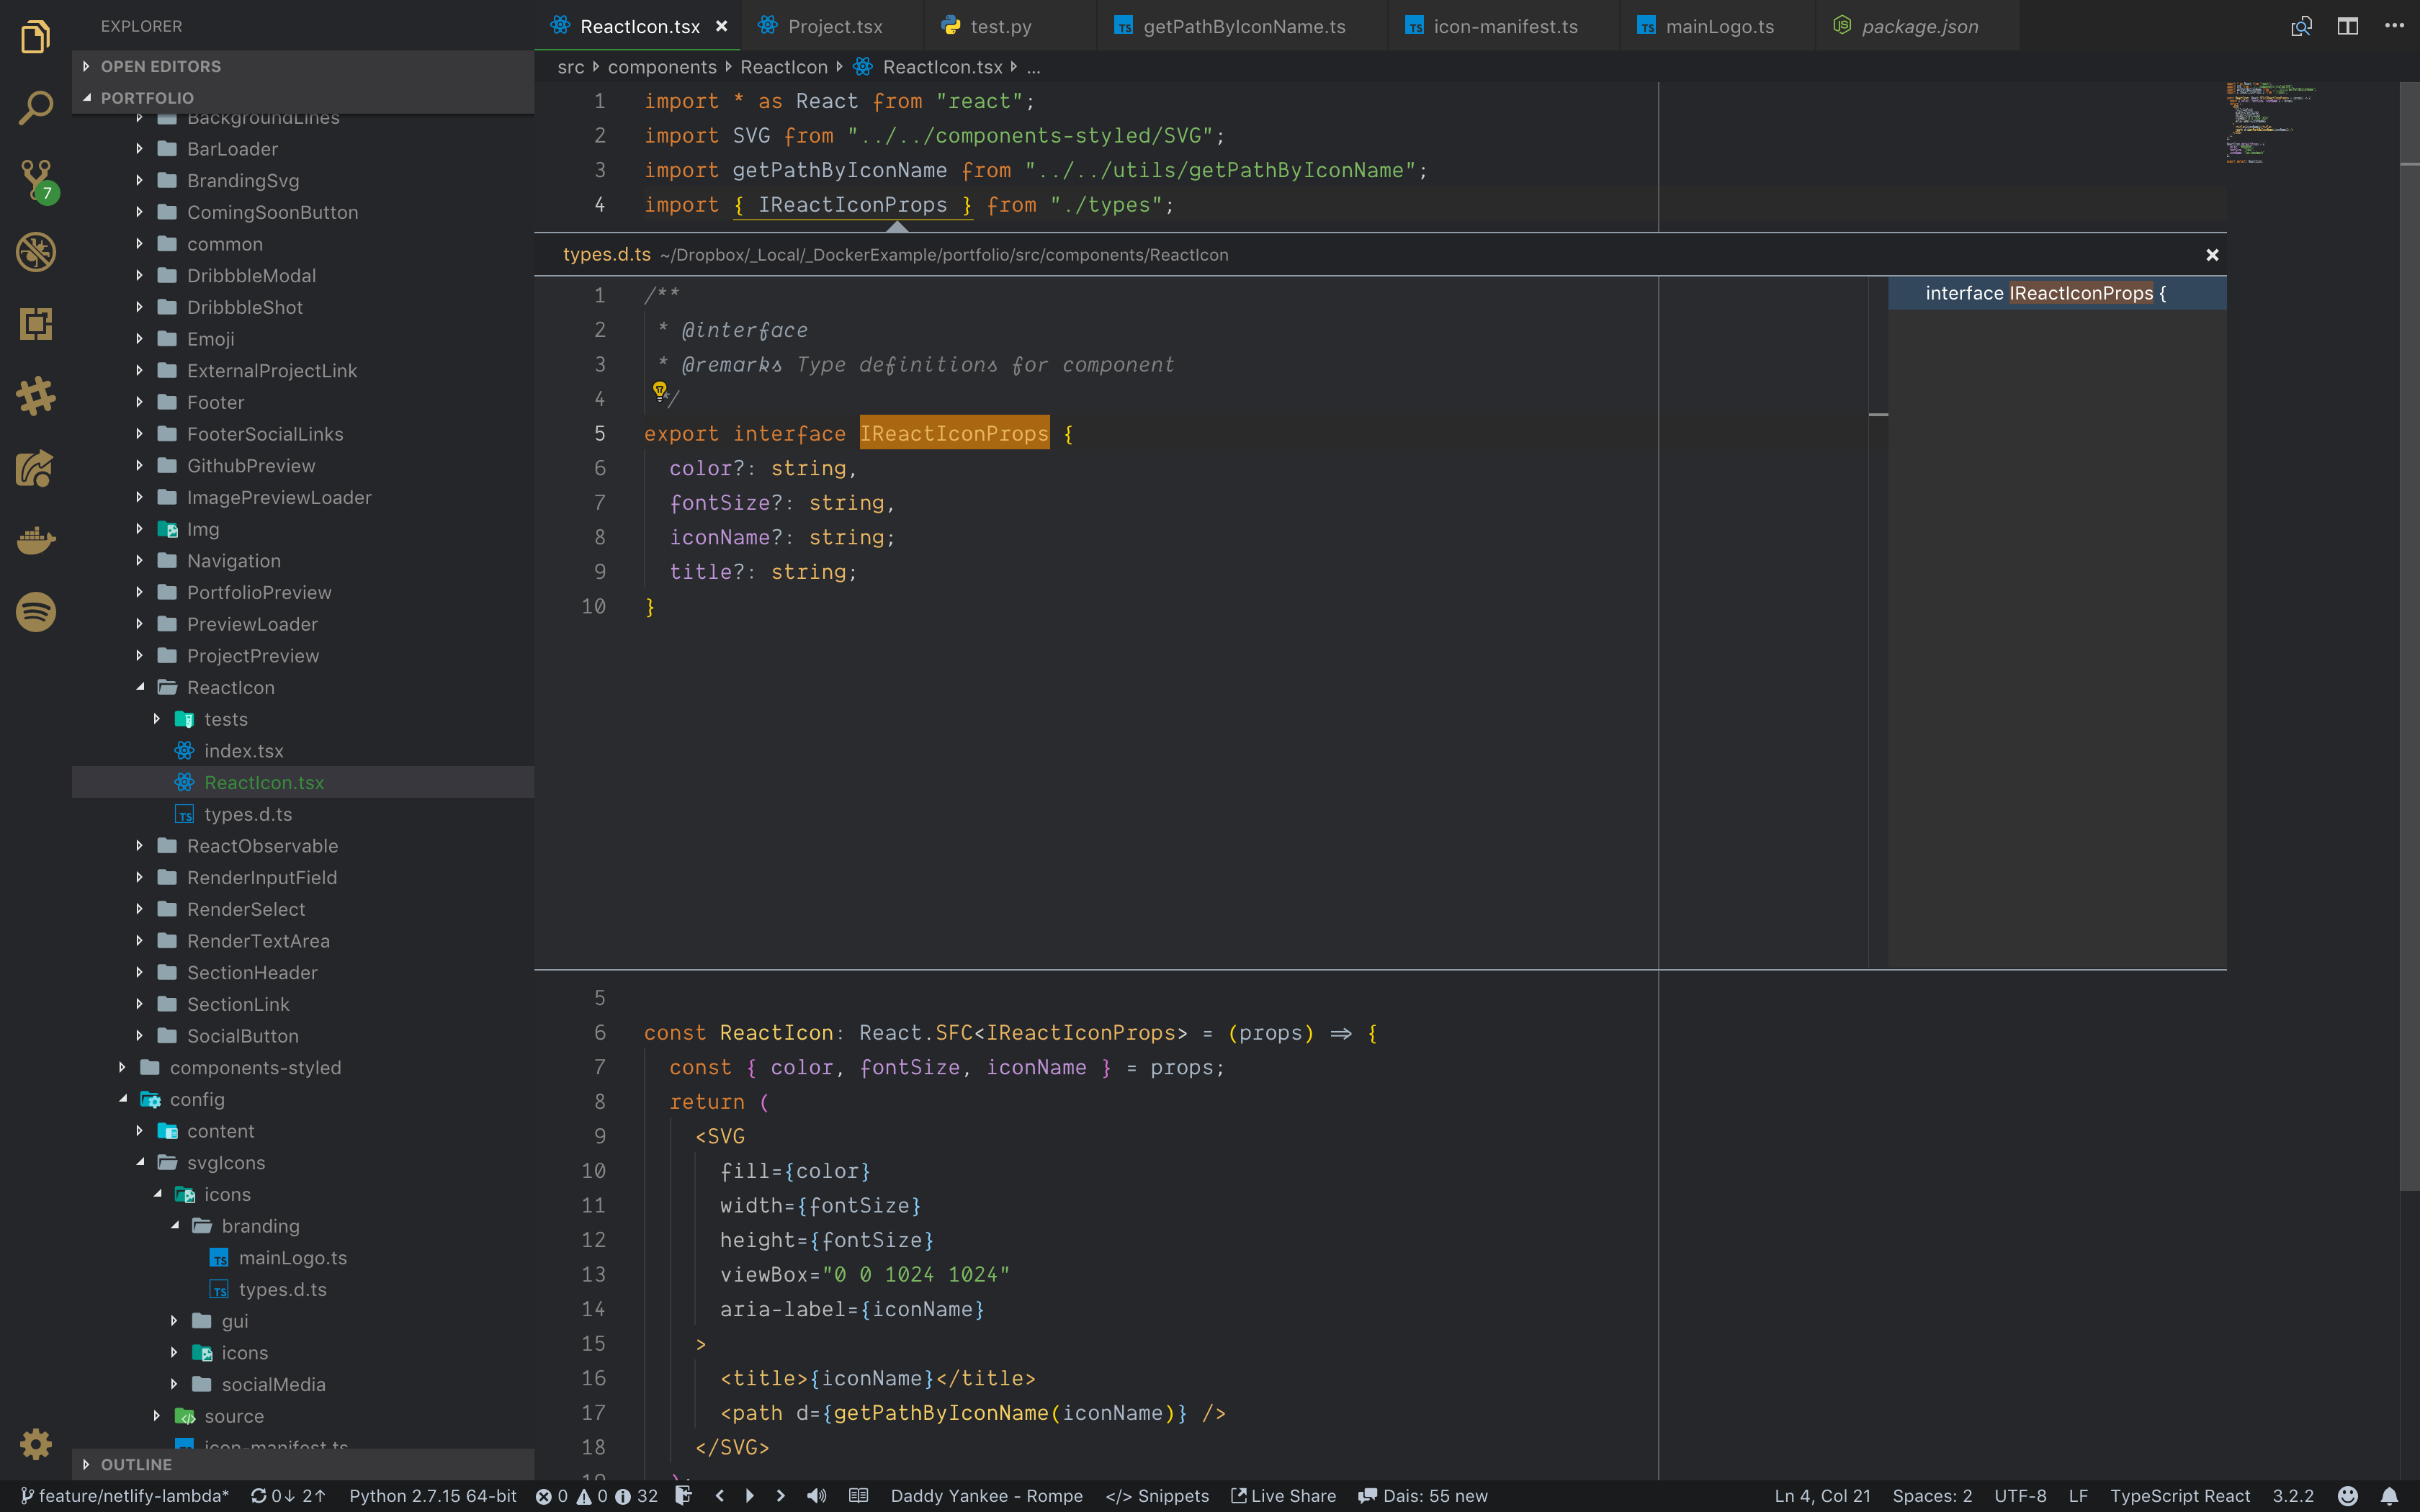 EXPLORER
OPEN EDITORS
PORTFOLIO
BackgroundLines
BarLoader
BrandingSvg
ComingSoonButton
common
DribbbleModal
DribbbleShot
Emoji
ExternalProjectLink
Footer
FooterSocialLinks
GithubPreview
ImagePreviewLoader
Img
Navigation
PortfolioPreview
PreviewLoader
ProjectPreview
ReactIcon
tests
index.tsx
ReactIcon.tsx
types.d.ts
ReactObservable
RenderInputField
RenderSelect
RenderTextArea
SectionHeader
SectionLink
SocialButton
components-styled
config
content
svgIcons
icons
branding
mainLogo.ts
types.d.ts
gui
icons
socialMedia
source
icon-manifest.ts
OUTLINE
7
ReactIcon.tsx Project.tsx test.py getPathByIconName.ts icon-manifest.ts mainLogo.ts package.json
src components ReactIcon ReactIcon.tsx ...
1 import * as React from "react";
2 import SVG from "../../components-styled/SVG";
3 import getPathByIconName from "../../utils/getPathByIconName";
4 import { IReactIconProps } from "./types";
types.d.ts ~/Dropbox/_Local/_DockerExample/portfolio/src/components/ReactIcon
1 /**
2 * @interface
3 * @remarks Type definitions for component
4 */
5 export interface IReactIconProps {
6 color?: string,
7 fontSize?: string,
8 iconName?: string;
9 title?: string;
10 }
interface IReactIconProps {
5
6 const ReactIcon: React.SFC<IReactIconProps> = (props) => {
7 const { color, fontSize, iconName } = props;
8 return (
9 <SVG
10 fill={color}
11 width={fontSize}
12 height={fontSize}
13 viewBox="0 0 1024 1024"
14 aria-label={iconName}
15 >
16 <title>{iconName}</title>
17 <path d={getPathByIconName(iconName)} />
18 </SVG>
19 );
feature/netlify-lambda* 0↓ 2↑ Python 2.7.15 64-bit 0 0 32 Daddy Yankee - Rompe </> Snippets Live Share Dais: 55 new Ln 4, Col 21 Spaces: 2 UTF-8 LF TypeScript React 3.2.2